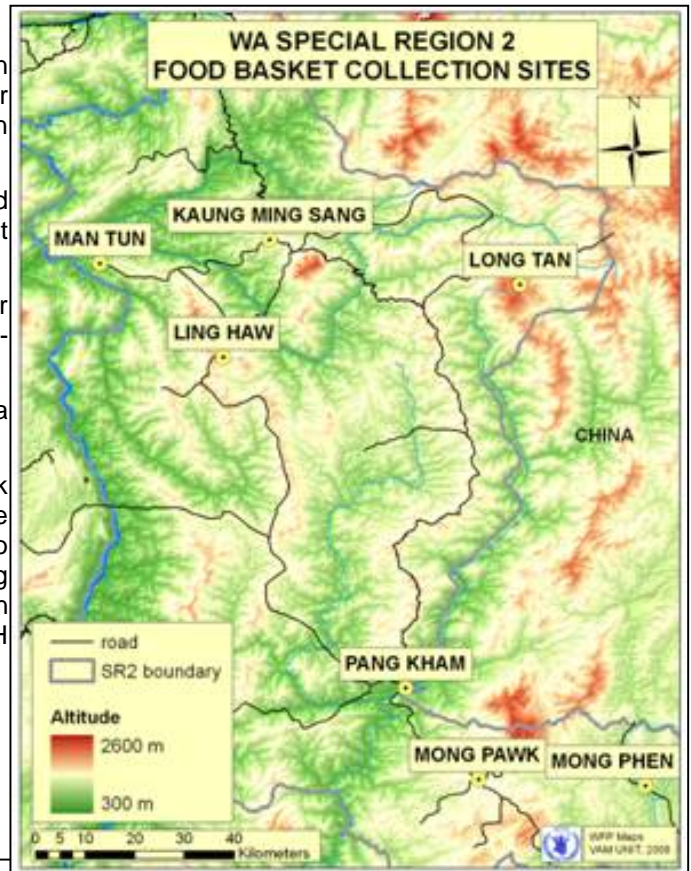 n
r
n
d
t
r
-
a
k
e
o
g
n
H
WA SPECIAL REGION 2
FOOD BASKET COLLECTION SITES
N
KAUNG MING SANG
MAN TUN
LONG TAN
LING HAW
CHINA
PANG KHAM
MONG PAWK
MONG PHEN
road
SR2 boundary
Altitude
2600 m
300 m
0 5 10 20 30 40
Kilometers
WFP Maps
VAM UNIT, 2008